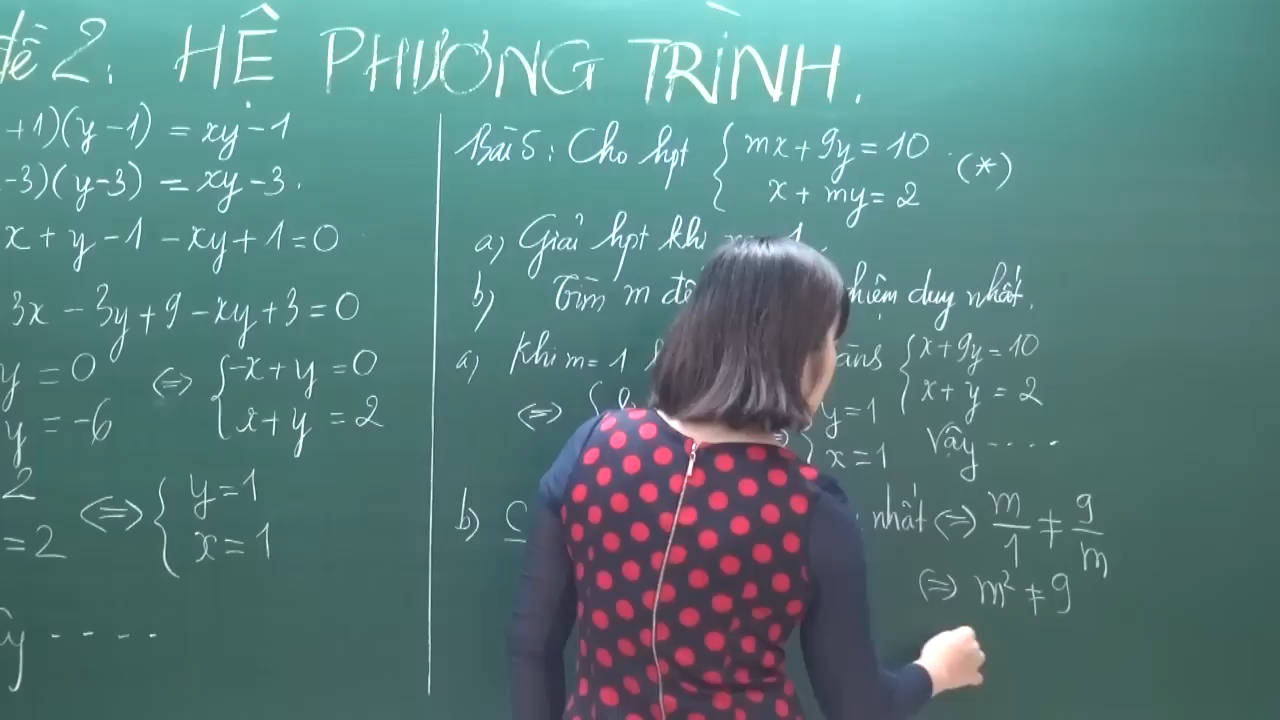 đề 2: HỆ PHƯƠNG TRÌNH.
+1)(y-1) = xy-1
-3)(y-3) = xy-3.
x+y-1-xy+1=0
3x-3y+9-xy+3=0
y=0 ⇔ {-x+y=0
y=-6 x+y=2
2 ⇔ {y=1
=2 x=1
ậy ----
Bài 5: Cho hpt {mx+9y=10 (*)
x+my=2
a) Giải hpt khi 1.
b) Tìm m để nhất.
a) Khi m=1 {x+9y=10
x+y=2
⇔ { y=1 Vậy ----
⇔ { x=1
b) nhất ⇔ m/1 ≠ 9/m
⇔ m² ≠ 9